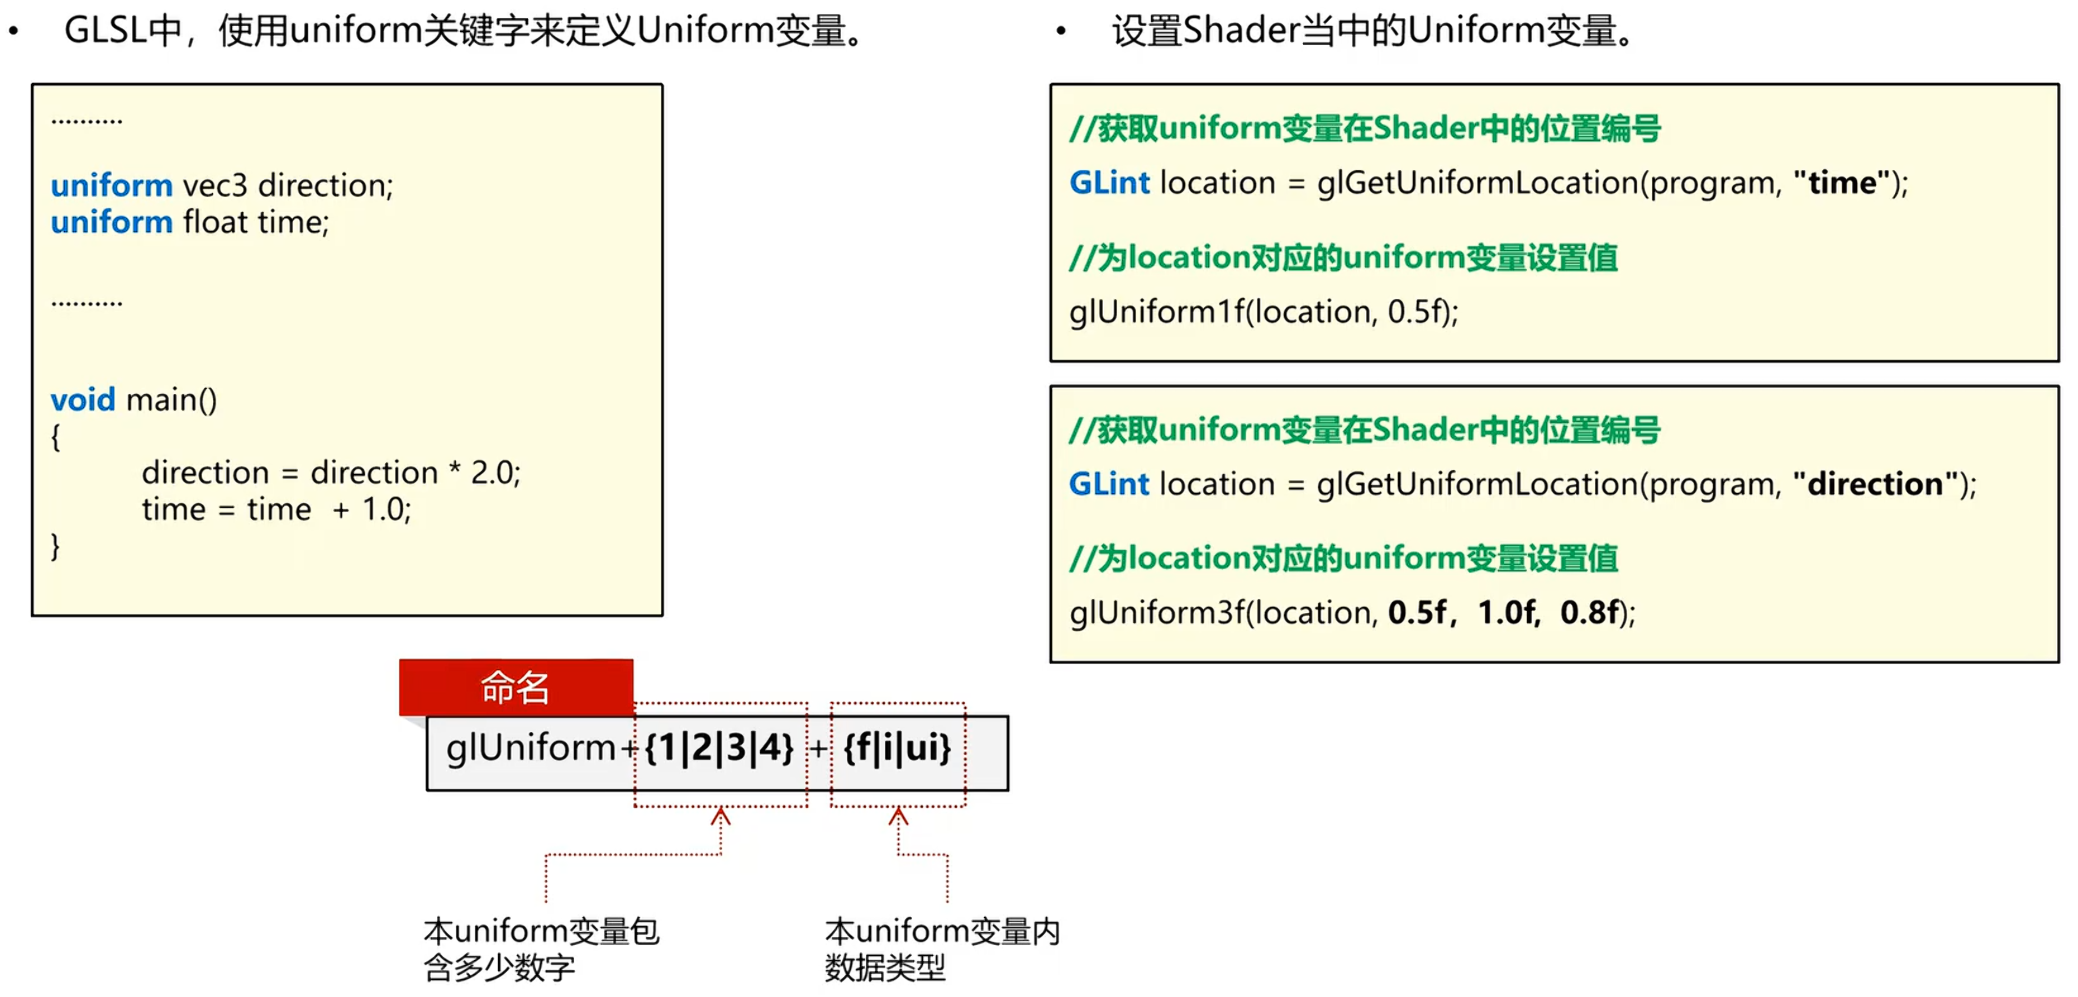 • GLSL中，使用uniform关键字来定义Uniform变量。
..........
uniform vec3 direction;
uniform float time;
..........
void main()
{
direction = direction * 2.0;
time = time + 1.0;
}
• 设置Shader当中的Uniform变量。
//获取uniform变量在Shader中的位置编号
GLint location = glGetUniformLocation(program, "time");
//为location对应的uniform变量设置值
glUniform1f(location, 0.5f);
//获取uniform变量在Shader中的位置编号
GLint location = glGetUniformLocation(program, "direction");
//为location对应的uniform变量设置值
glUniform3f(location, 0.5f，1.0f, 0.8f);
命名
glUniform+{1|2|3|4} + {f|i|ui}
本uniform变量包
含多少数字
本uniform变量内
数据类型